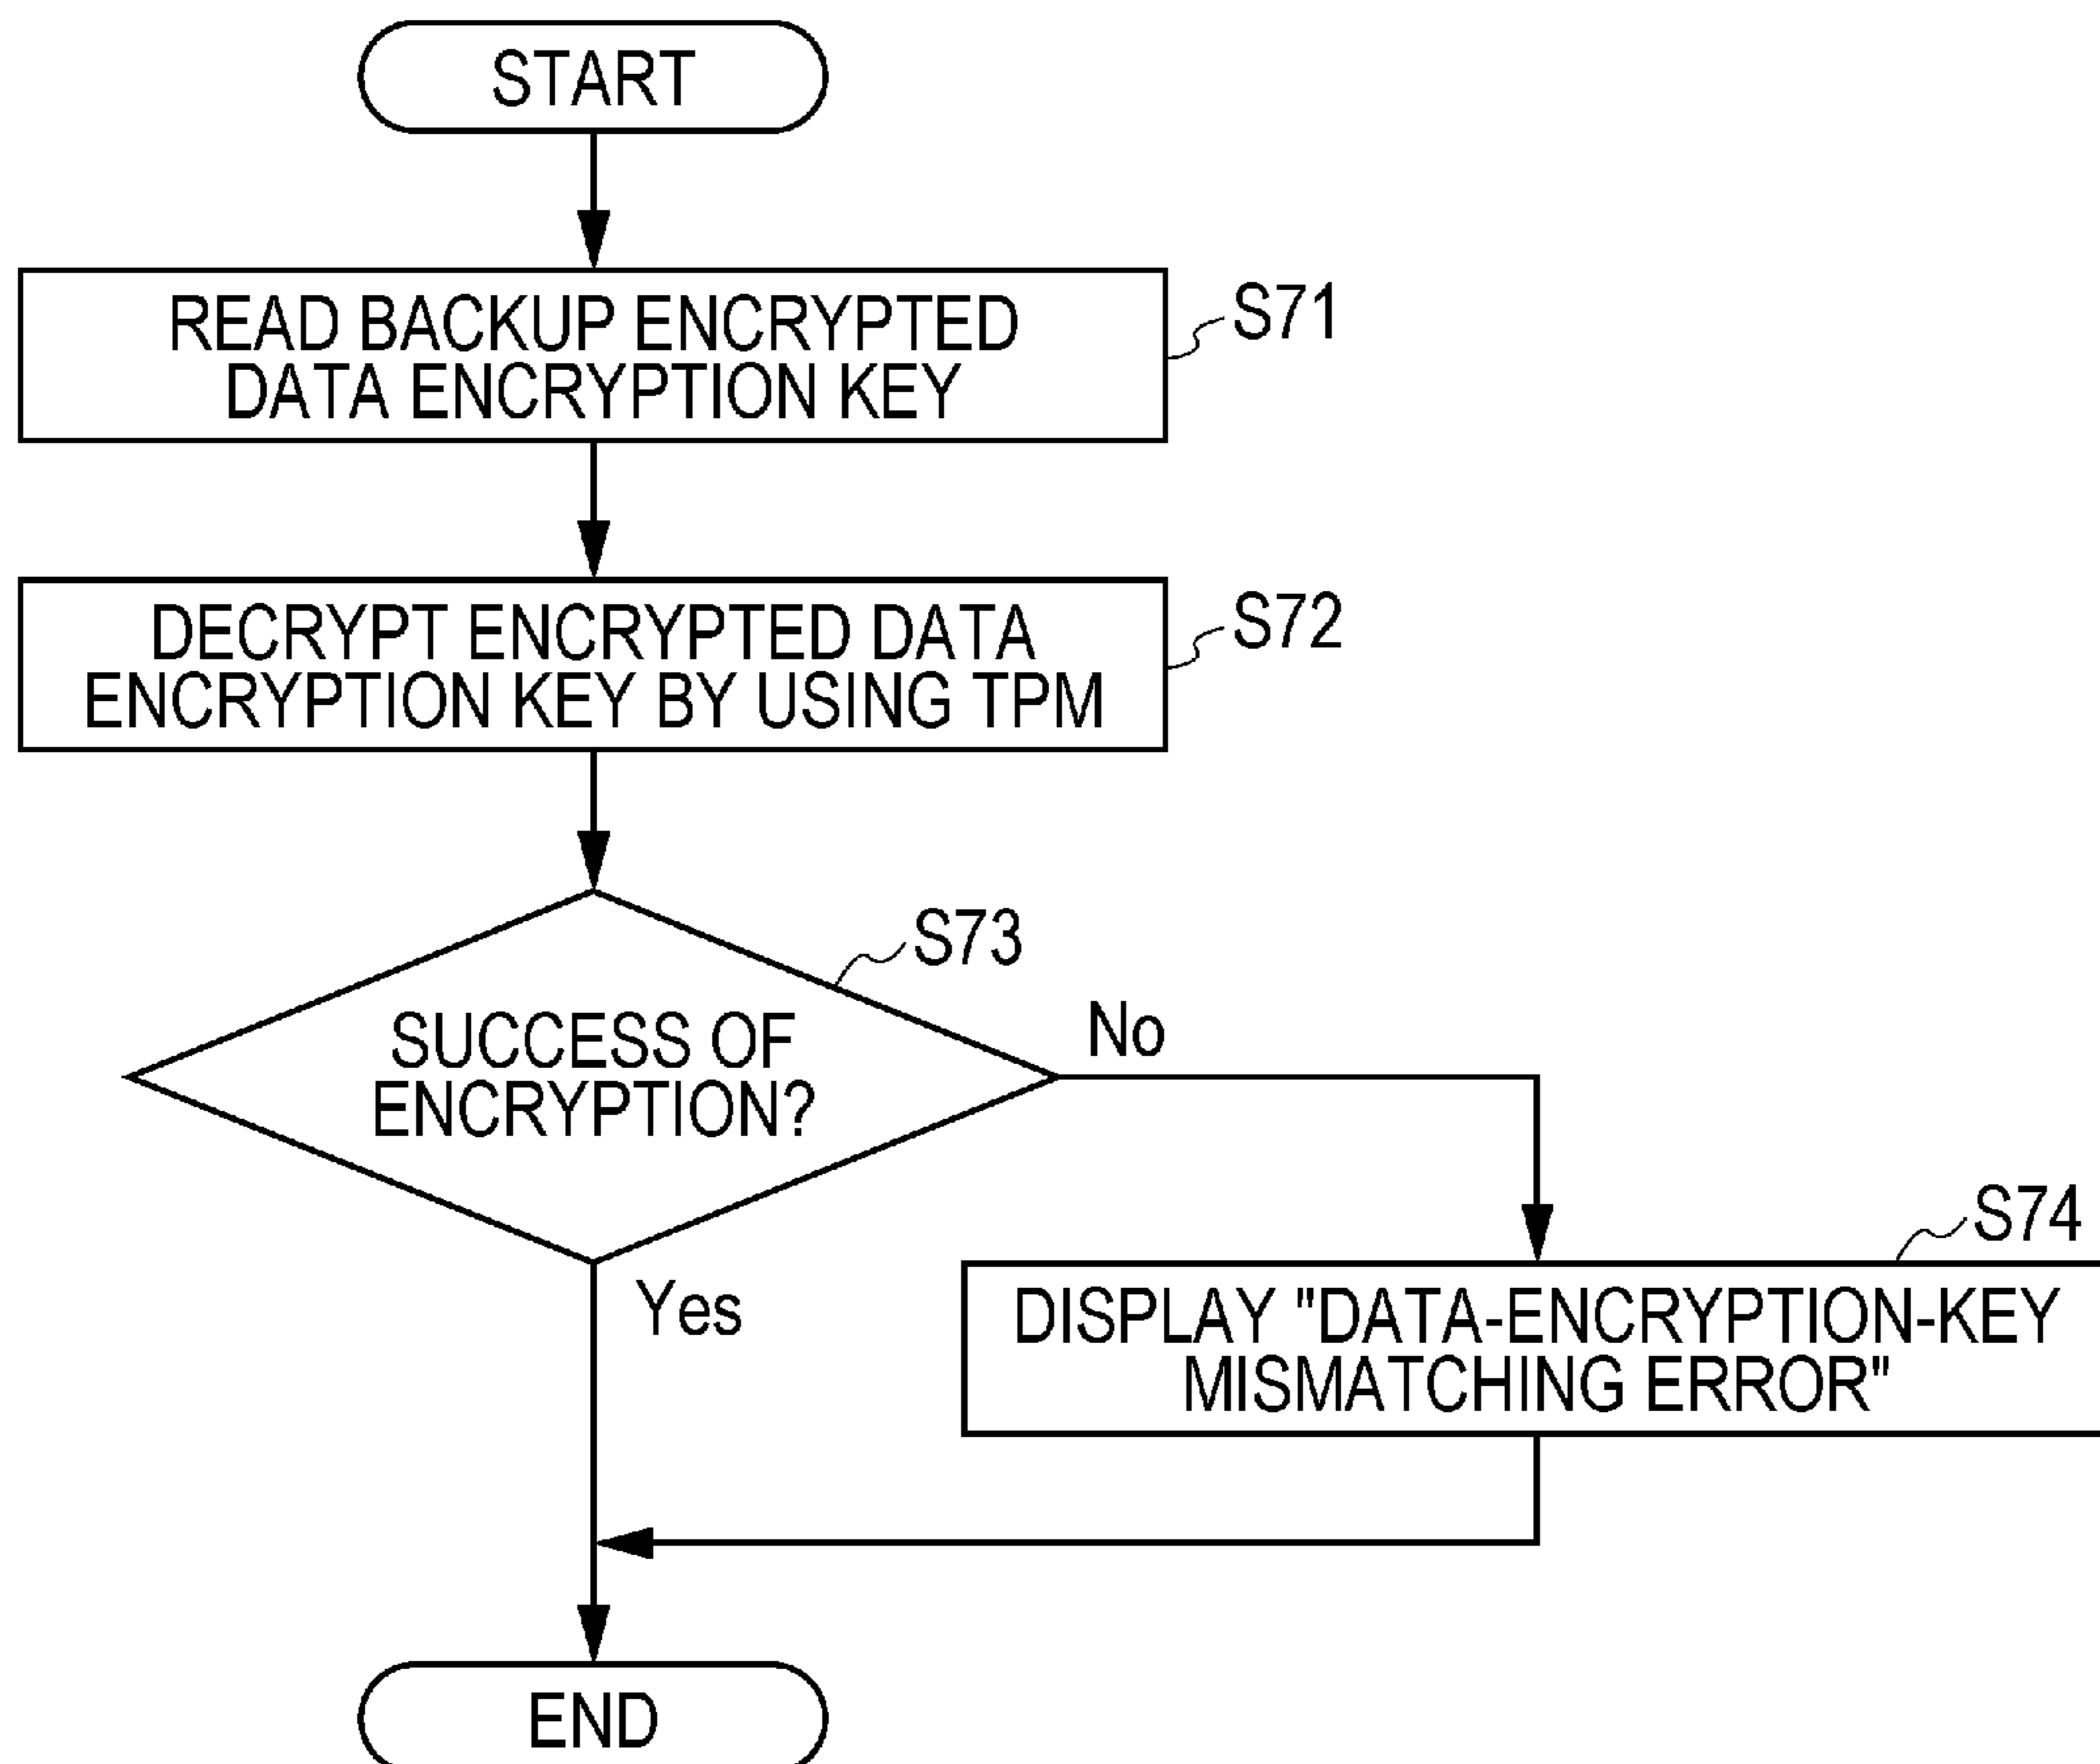 START
READ BACKUP ENCRYPTED
DATA ENCRYPTION KEY
S71
DECRYPT ENCRYPTED DATA
ENCRYPTION KEY BY USING TPM
S72
S73
SUCCESS OF
ENCRYPTION?
No
Yes
S74
DISPLAY "DATA-ENCRYPTION-KEY
MISMATCHING ERROR"
END